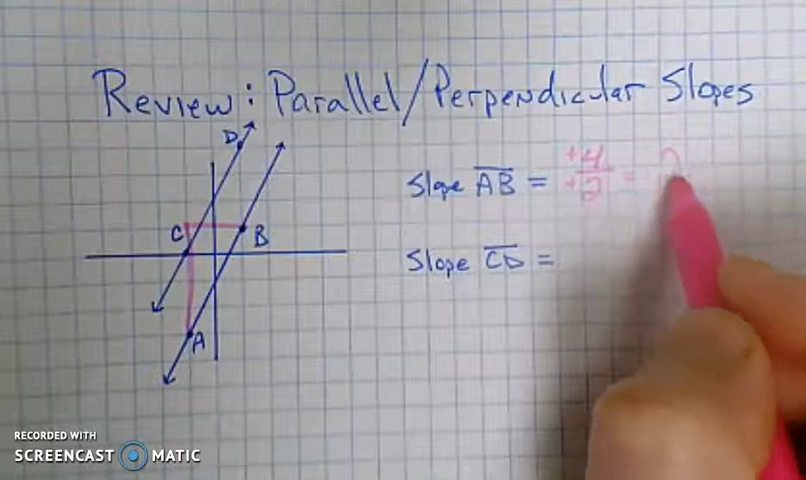 Review: Parallel/Perpendicular Slopes
D
C
B
A
Slope AB = +4/+2 = 2
Slope CD =
RECORDED WITH
SCREENCAST MATIC